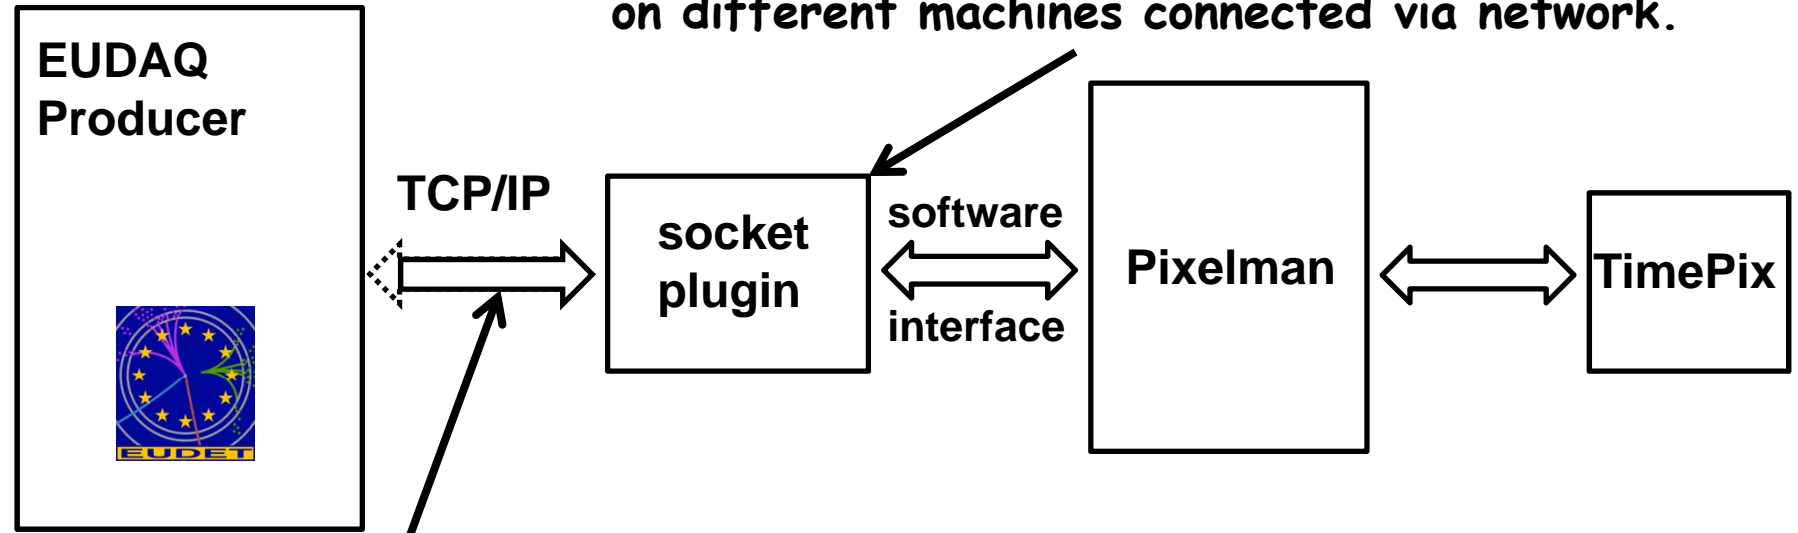 on different machines connected via network.
EUDAQ
Producer
TCP/IP
socket
plugin
software
interface
Pixelman
TimePix
EUDET